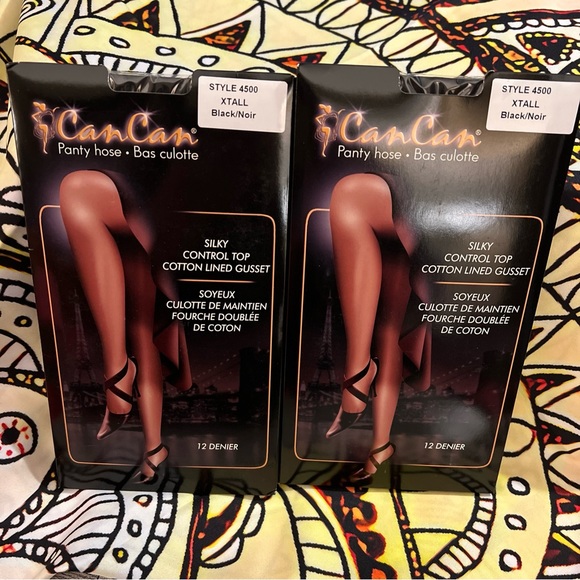 STYLE 4500
XTALL
Black/Noir
CanCan®
Panty hose • Bas culotte
SILKY
CONTROL TOP
COTTON LINED GUSSET
SOYEUX
CULOTTE DE MAINTIEN
FOURCHE DOUBLÉE
DE COTON
12 DENIER
STYLE 4500
XTALL
Black/Noir
CanCan®
Panty hose • Bas culotte
SILKY
CONTROL TOP
COTTON LINED GUSSET
SOYEUX
CULOTTE DE MAINTIEN
FOURCHE DOUBLÉE
DE COTON
12 DENIER